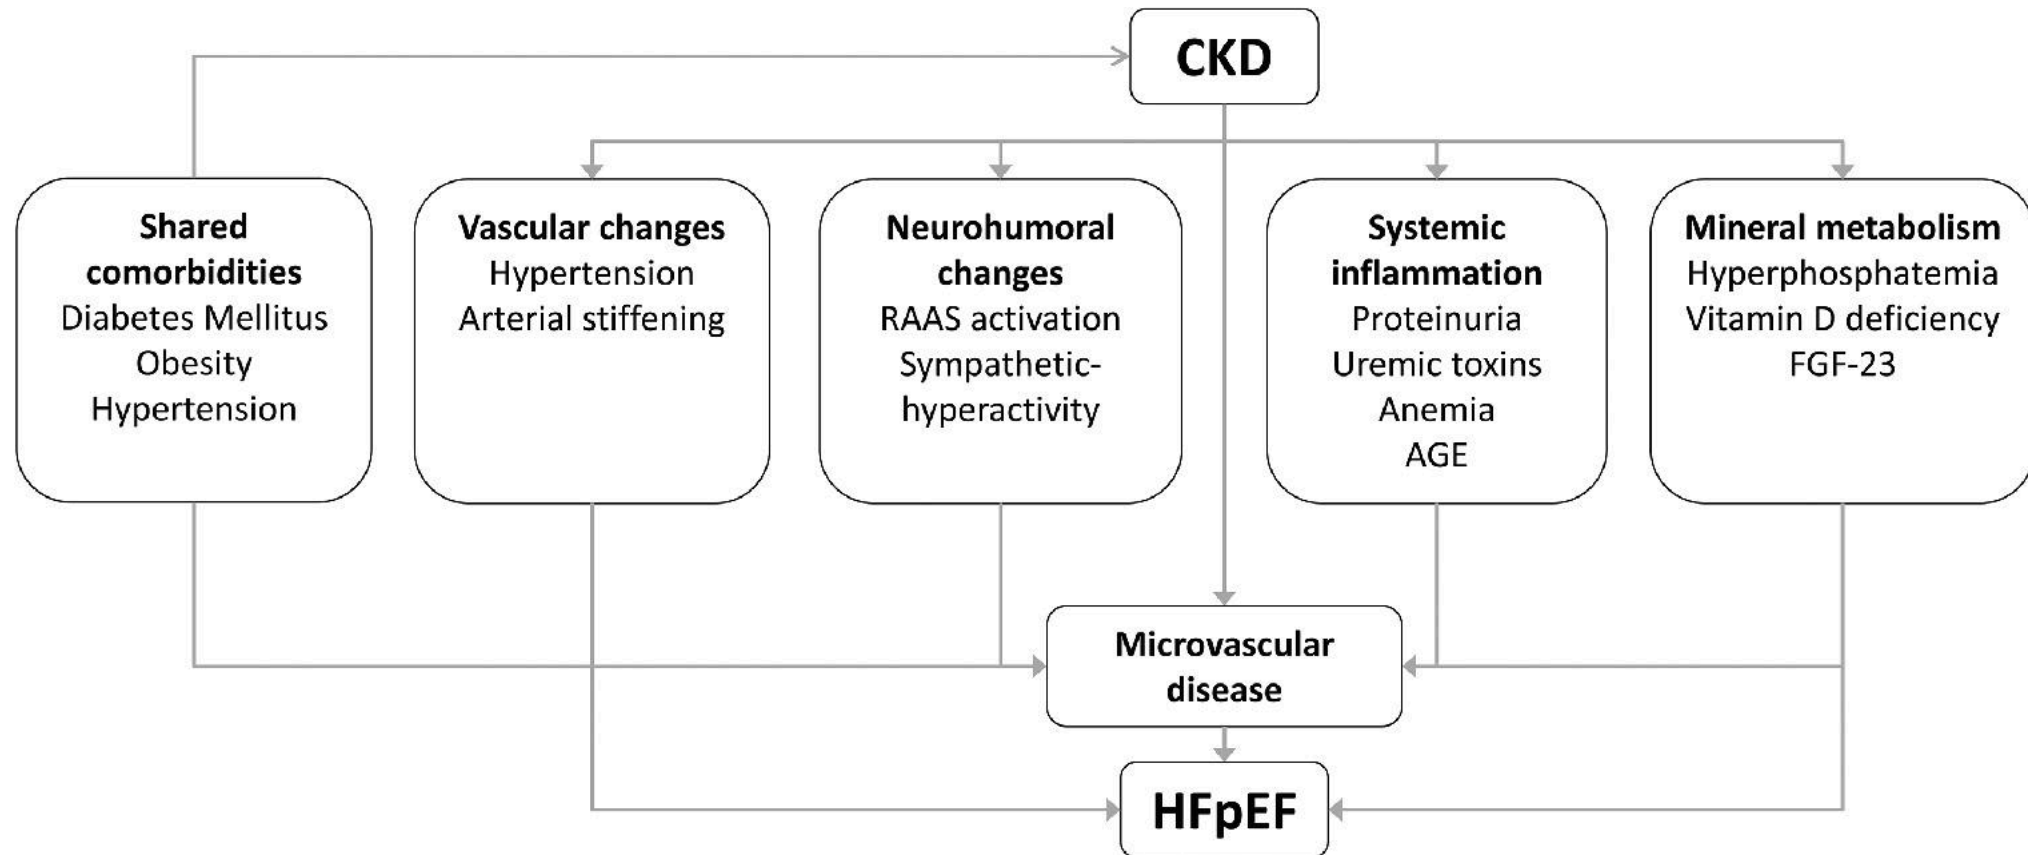 CKD
Shared
comorbidities
Diabetes Mellitus
Obesity
Hypertension
Vascular changes
Hypertension
Arterial stiffening
Neurohumoral
changes
RAAS activation
Sympathetic-
hyperactivity
Systemic
inflammation
Proteinuria
Uremic toxins
Anemia
AGE
Mineral metabolism
Hyperphosphatemia
Vitamin D deficiency
FGF-23
Microvascular
disease
HFpEF